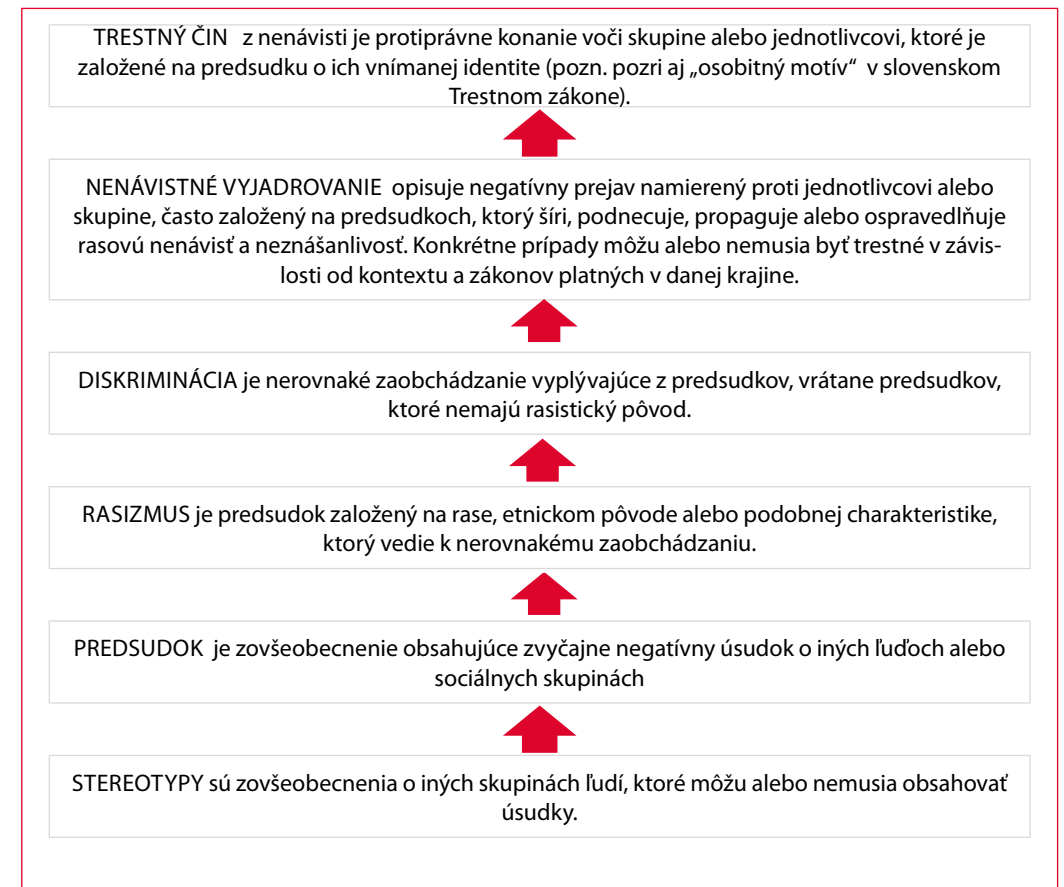 TRESTNÝ ČIN z nenávisti je protiprávne konanie voči skupine alebo jednotlivcovi, ktoré je
založené na predsudku o ich vnímanej identite (pozn. pozri aj „osobitný motív“ v slovenskom
Trestnom zákone).
NENÁVISTNÉ VYJADROVANIE opisuje negatívny prejav namierený proti jednotlivcovi alebo
skupine, často založený na predsudkoch, ktorý šíri, podnecuje, propaguje alebo ospravedlňuje
rasovú nenávisť a neznášanlivosť. Konkrétne prípady môžu alebo nemusia byť trestné v závis-
losti od kontextu a zákonov platných v danej krajine.
DISKRIMINÁCIA je nerovnaké zaobchádzanie vyplývajúce z predsudkov, vrátane predsudkov,
ktoré nemajú rasistický pôvod.
RASIZMUS je predsudok založený na rase, etnickom pôvode alebo podobnej charakteristike,
ktorý vedie k nerovnakému zaobchádzaniu.
PREDSUDOK je zovšeobecnenie obsahujúce zvyčajne negatívny úsudok o iných ľuďoch alebo
sociálnych skupinách
STEREOTYPY sú zovšeobecnenia o iných skupinách ľudí, ktoré môžu alebo nemusia obsahovať
úsudky.